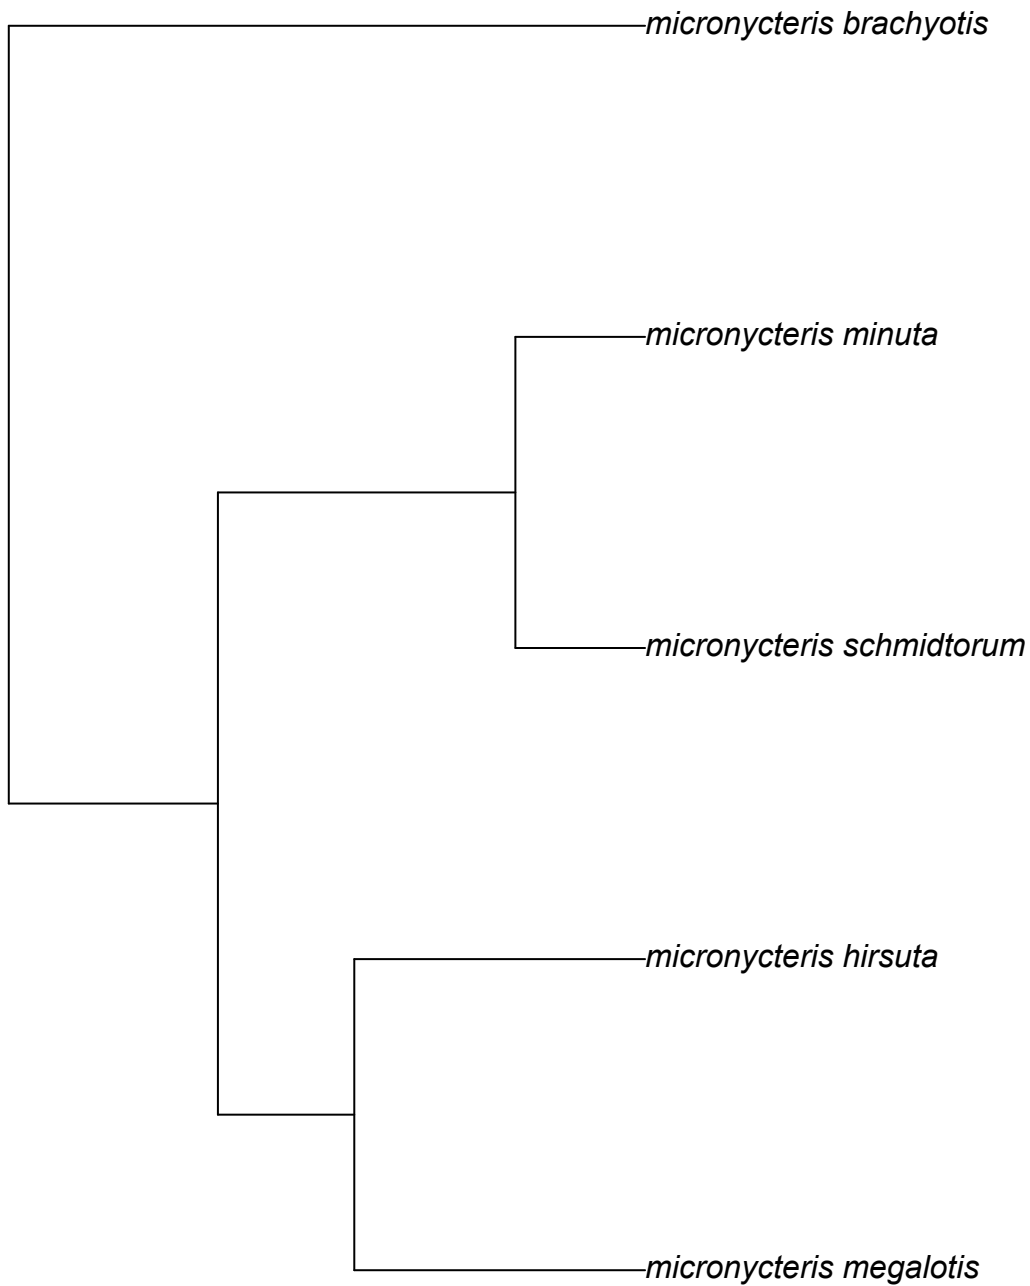 micronycteris brachyotis
micronycteris minuta
micronycteris schmidtorum
micronycteris hirsuta
micronycteris megalotis